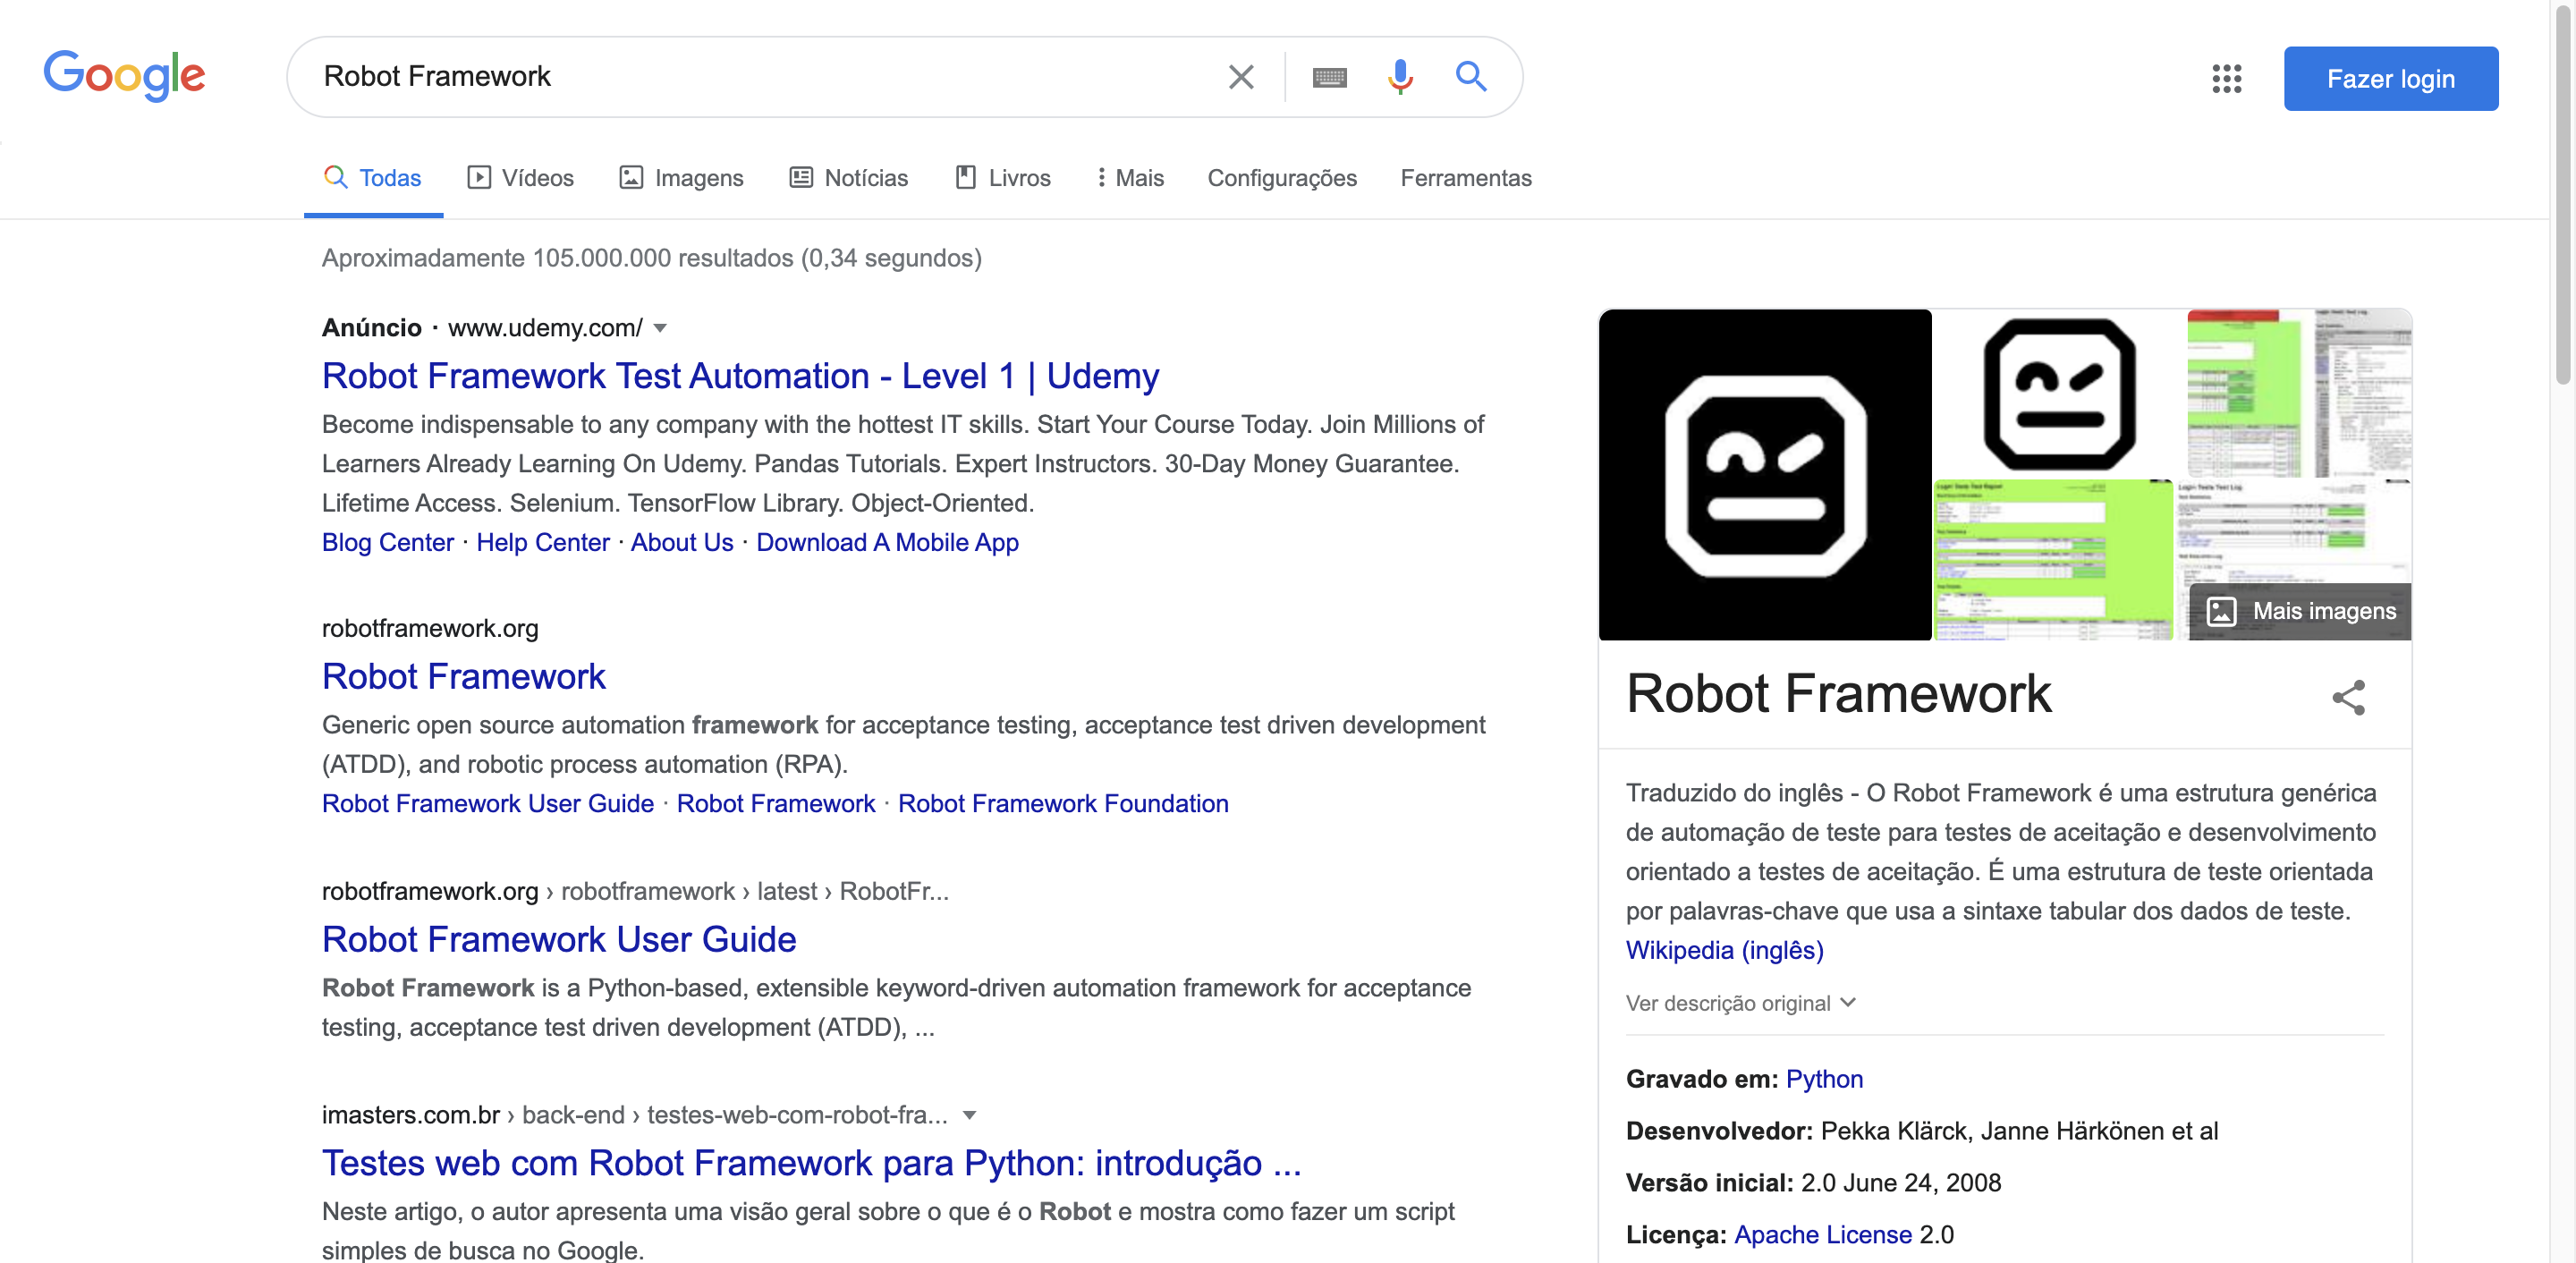 Google
Robot Framework
Fazer login
Todas
Vídeos
Imagens
Notícias
Livros
Mais
Configurações
Ferramentas
Aproximadamente 105.000.000 resultados (0,34 segundos)
Anúncio · www.udemy.com/
Robot Framework Test Automation - Level 1 | Udemy
Become indispensable to any company with the hottest IT skills. Start Your Course Today. Join Millions of
Learners Already Learning On Udemy. Pandas Tutorials. Expert Instructors. 30-Day Money Guarantee.
Lifetime Access. Selenium. TensorFlow Library. Object-Oriented.
Blog Center · Help Center · About Us · Download A Mobile App
robotframework.org
Robot Framework
Generic open source automation framework for acceptance testing, acceptance test driven development
(ATDD), and robotic process automation (RPA).
Robot Framework User Guide · Robot Framework · Robot Framework Foundation
robotframework.org › robotframework › latest › RobotFr...
Robot Framework User Guide
Robot Framework is a Python-based, extensible keyword-driven automation framework for acceptance
testing, acceptance test driven development (ATDD), ...
imasters.com.br › back-end › testes-web-com-robot-fra...
Testes web com Robot Framework para Python: introdução ...
Neste artigo, o autor apresenta uma visão geral sobre o que é o Robot e mostra como fazer um script
simples de busca no Google.
Mais imagens
Robot Framework
Traduzido do inglês - O Robot Framework é uma estrutura genérica
de automação de teste para testes de aceitação e desenvolvimento
orientado a testes de aceitação. É uma estrutura de teste orientada
por palavras-chave que usa a sintaxe tabular dos dados de teste.
Wikipedia (inglês)
Ver descrição original
Gravado em: Python
Desenvolvedor: Pekka Klärck, Janne Härkönen et al
Versão inicial: 2.0 June 24, 2008
Licença: Apache License 2.0